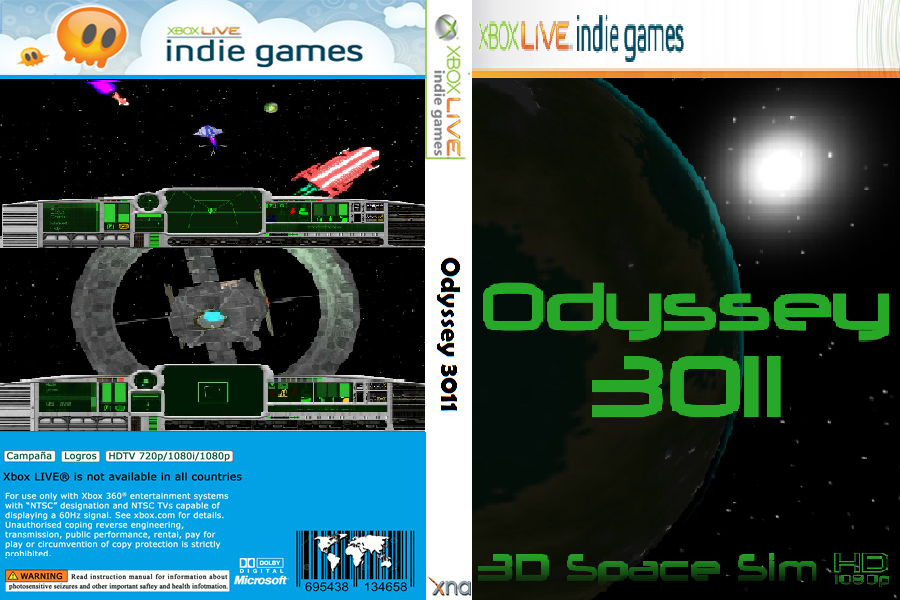 XBOX LIVE
indie games
Campaña Logros HDTV 720p/1080i/1080p
Xbox LIVE® is not available in all countries
For use only with Xbox 360® entertainment systems
with “NTSC” designation and NTSC TVs capable of
displaying a 60Hz signal. See xbox.com for details.
Unauthorised coping reverse engineering,
transmission, public performance, rental, pay for
play or circumvention of copy protection is strictly
prohibited.
WARNING Read instruction manual for information about
photosensitive seizures and other important saftey and health infotmation.
DOLBY
DIGITAL
Microsoft
695438 134658
XBOX LIVE
indie games
Odyssey 3011
xna
XBOX LIVE indie games
Odyssey
3011
3D Space Sim
HD
1080p